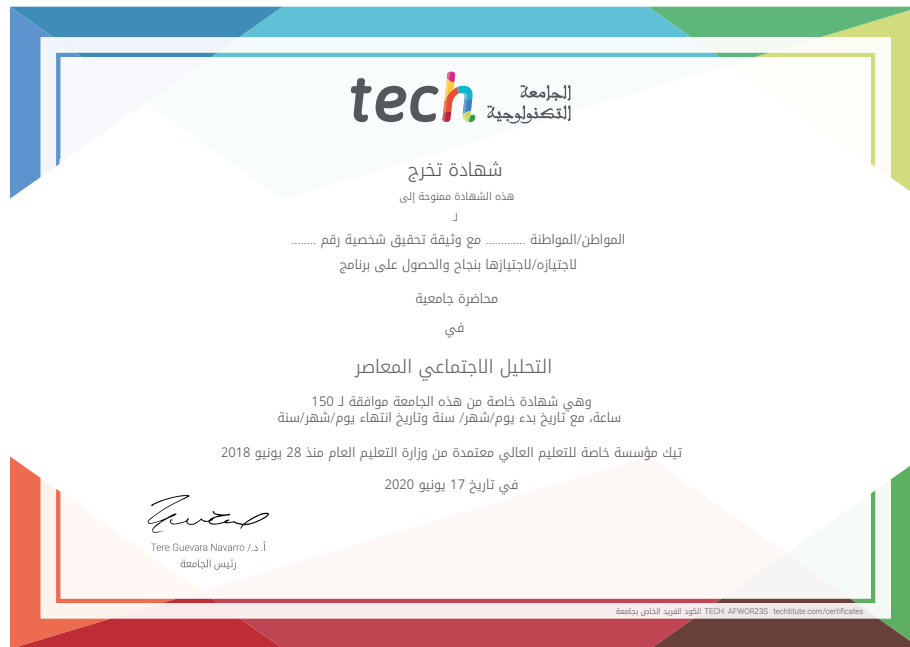 tech الجامعة
التكنولوجية
شهادة تخرج
هذه الشهادة ممنوحة إلى
لـ
المواطن/المواطنة ............ مع وثيقة تحقيق شخصية رقم ........
لاجتيازه/لاجتيازها بنجاح والحصول على برنامج
محاضرة جامعية
في
التحليل الاجتماعي المعاصر
وهي شهادة خاصة من هذه الجامعة موافقة لـ 150
ساعة، مع تاريخ بدء يوم/شهر/ سنة وتاريخ انتهاء يوم/شهر/سنة
تيك مؤسسة خاصة للتعليم العالي معتمدة من وزارة التعليم العام منذ 28 يونيو 2018
في تاريخ 17 يونيو 2020
أ.د./ Tere Guevara Navarro
رئيس الجامعة
الكود الفريد الخاص بجامعة TECH: AFWOR23S techtitute.com/certificates